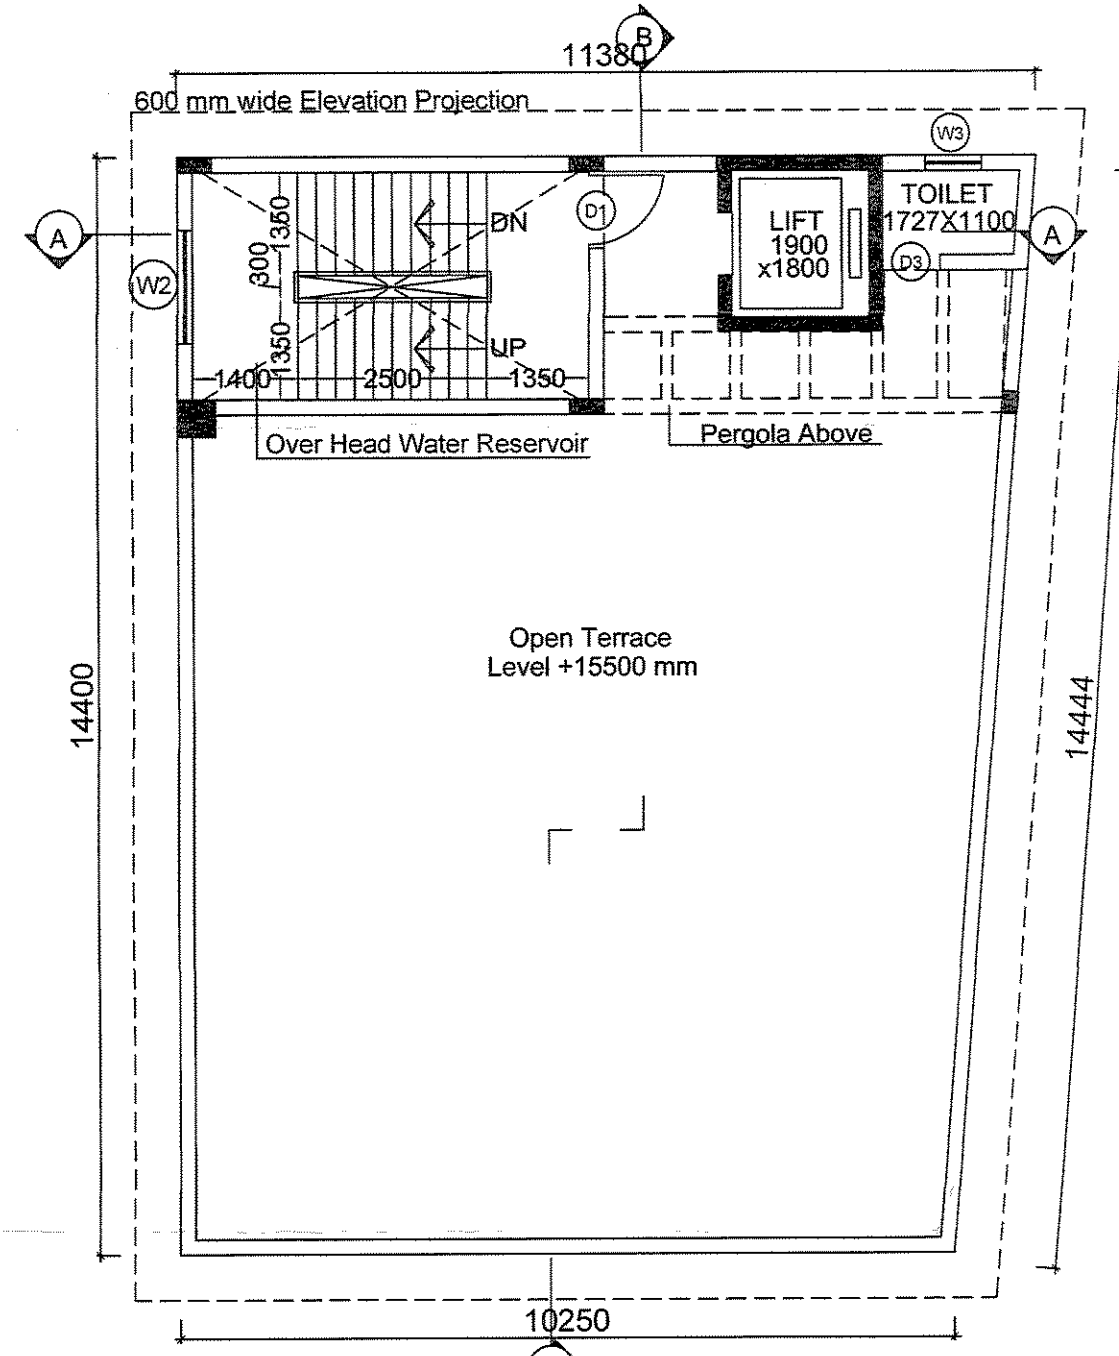 B
11380
600 mm wide Elevation Projection
W3
A
1350
DN
D1
LIFT
1900
x1800
TOILET
1727X1100
A
300
W2
D3
1350
UP
1400
2500
1350
Over Head Water Reservoir
Pergola Above
Open Terrace
Level +15500 mm
14400
14444
10250